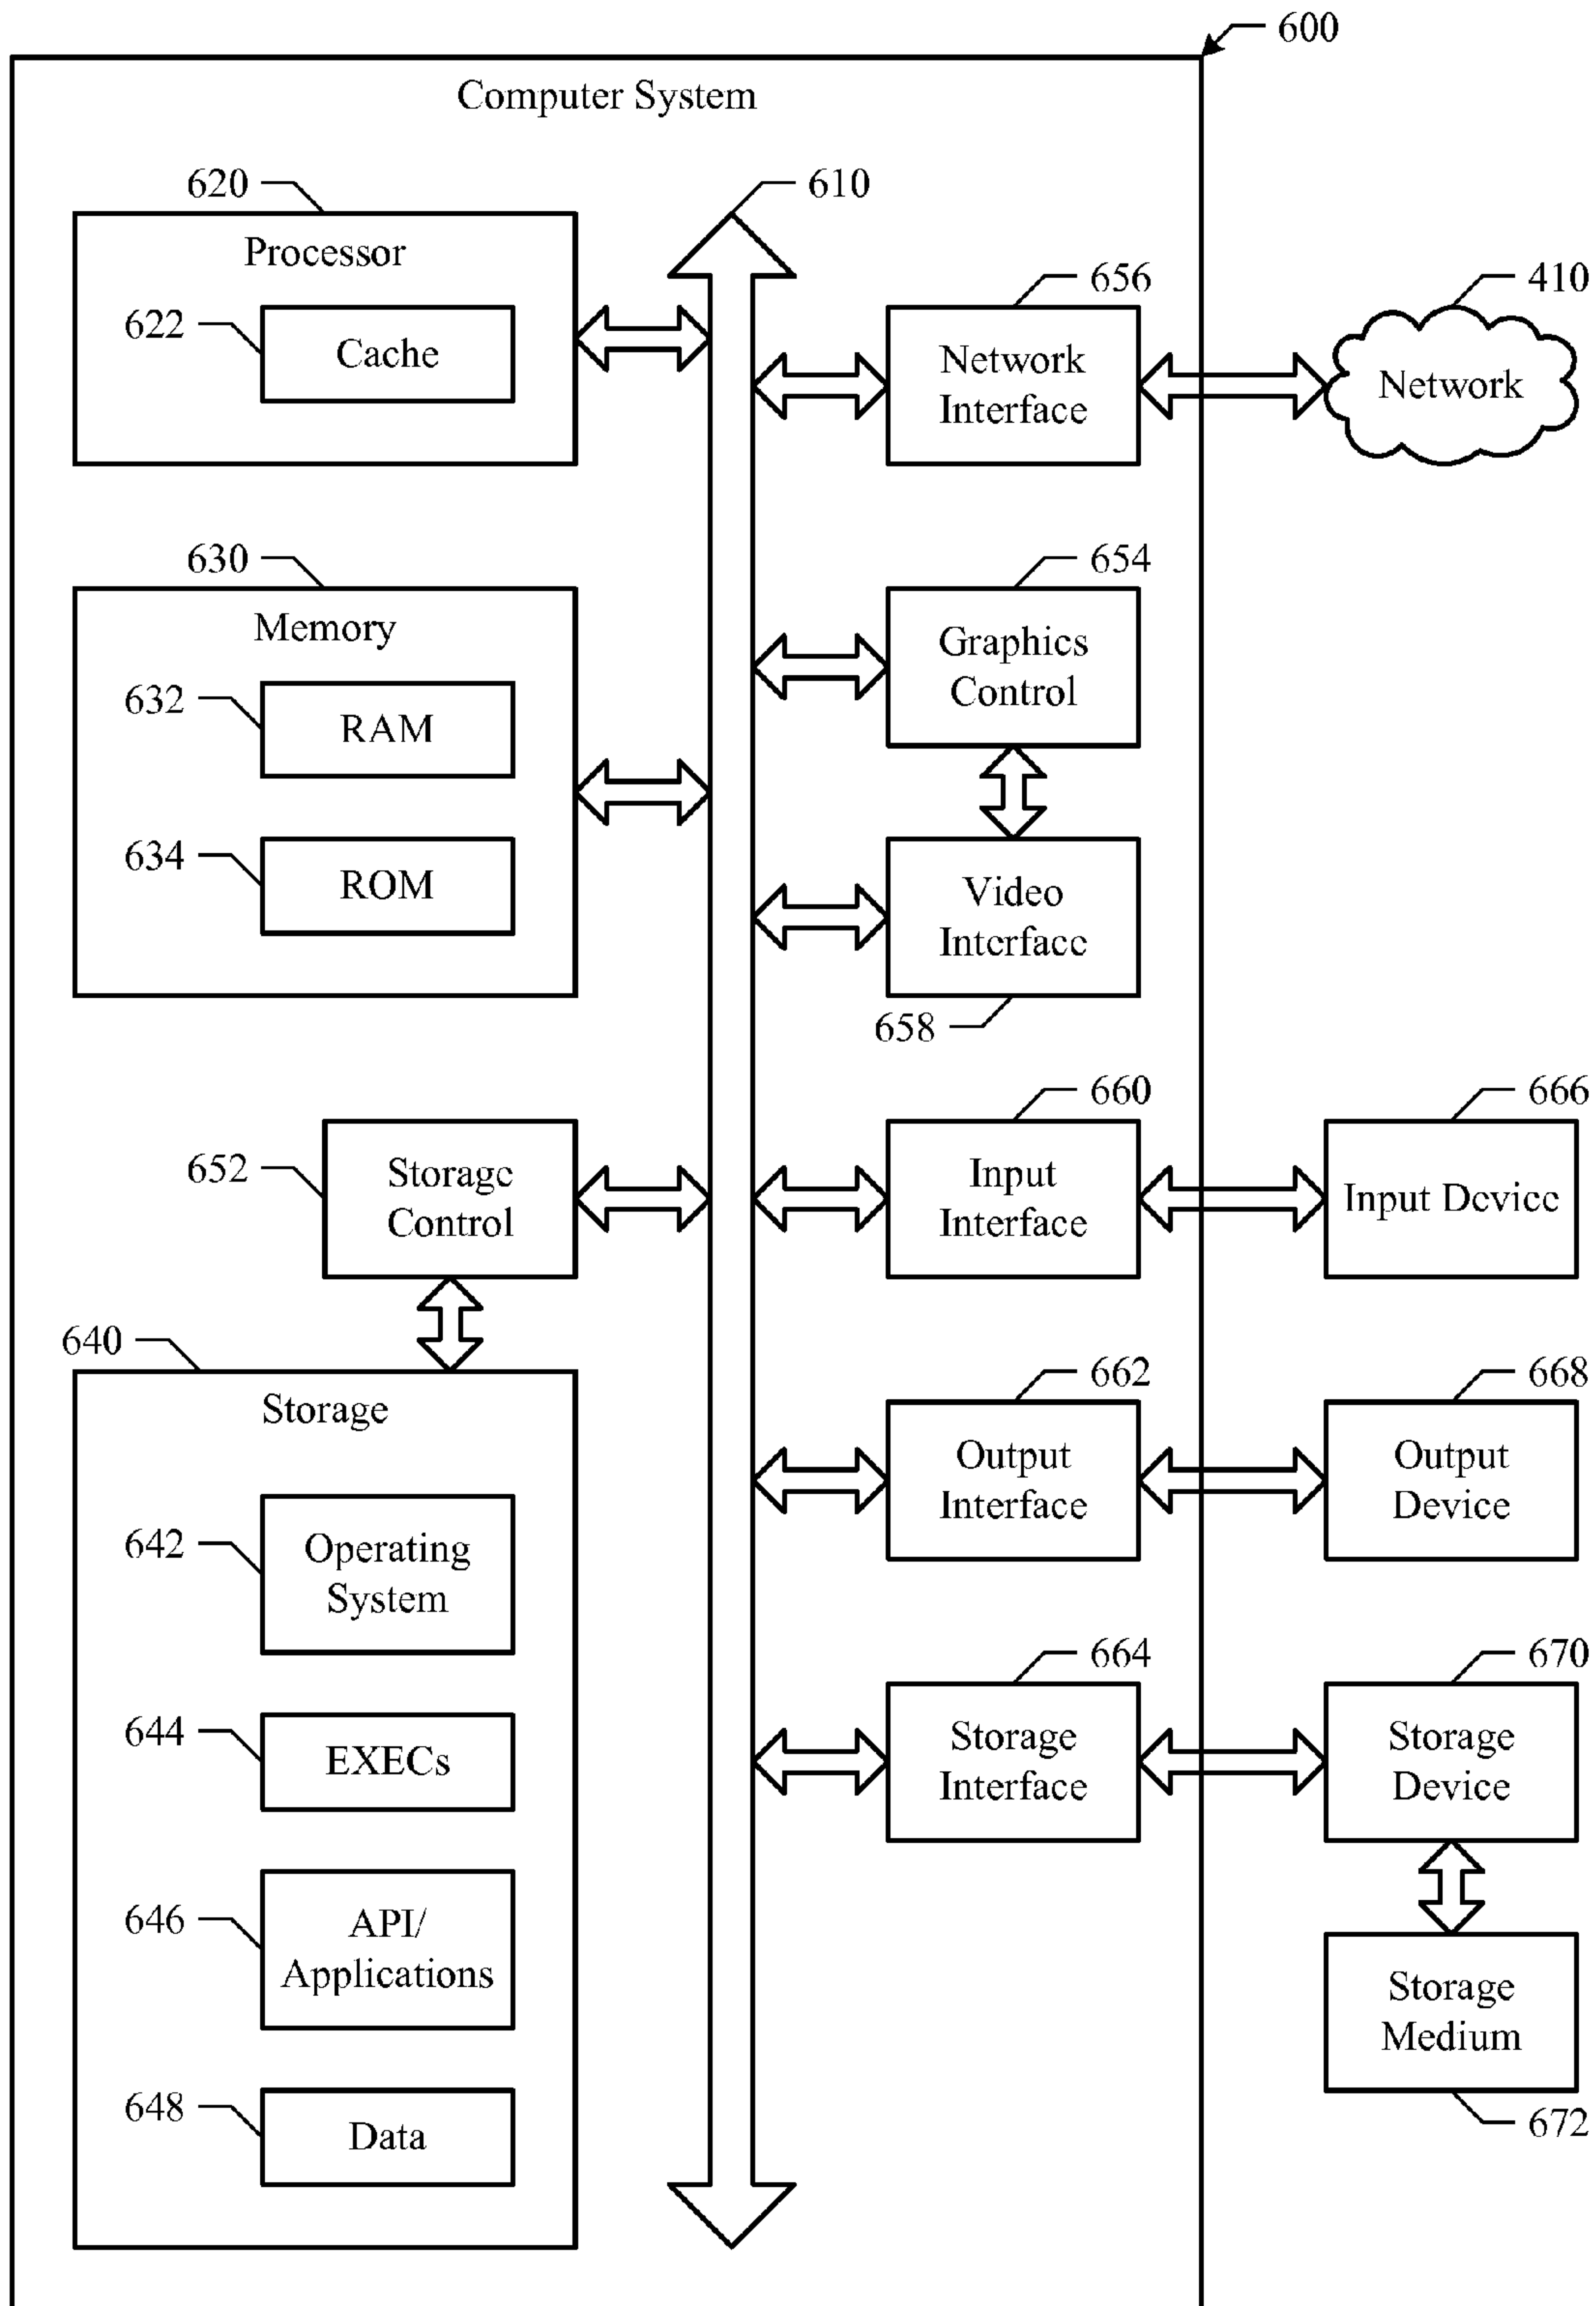 600
Computer System
620
610
Processor
656
410
622
Cache
Network
Interface
Network
630
654
Memory
Graphics
Control
632
RAM
634
ROM
Video
Interface
658
660
666
652
Storage
Control
Input
Interface
Input Device
640
662
668
Storage
Output
Interface
Output
Device
642
Operating
System
664
670
644
EXECs
Storage
Interface
Storage
Device
646
API/
Applications
Storage
Medium
648
Data
672